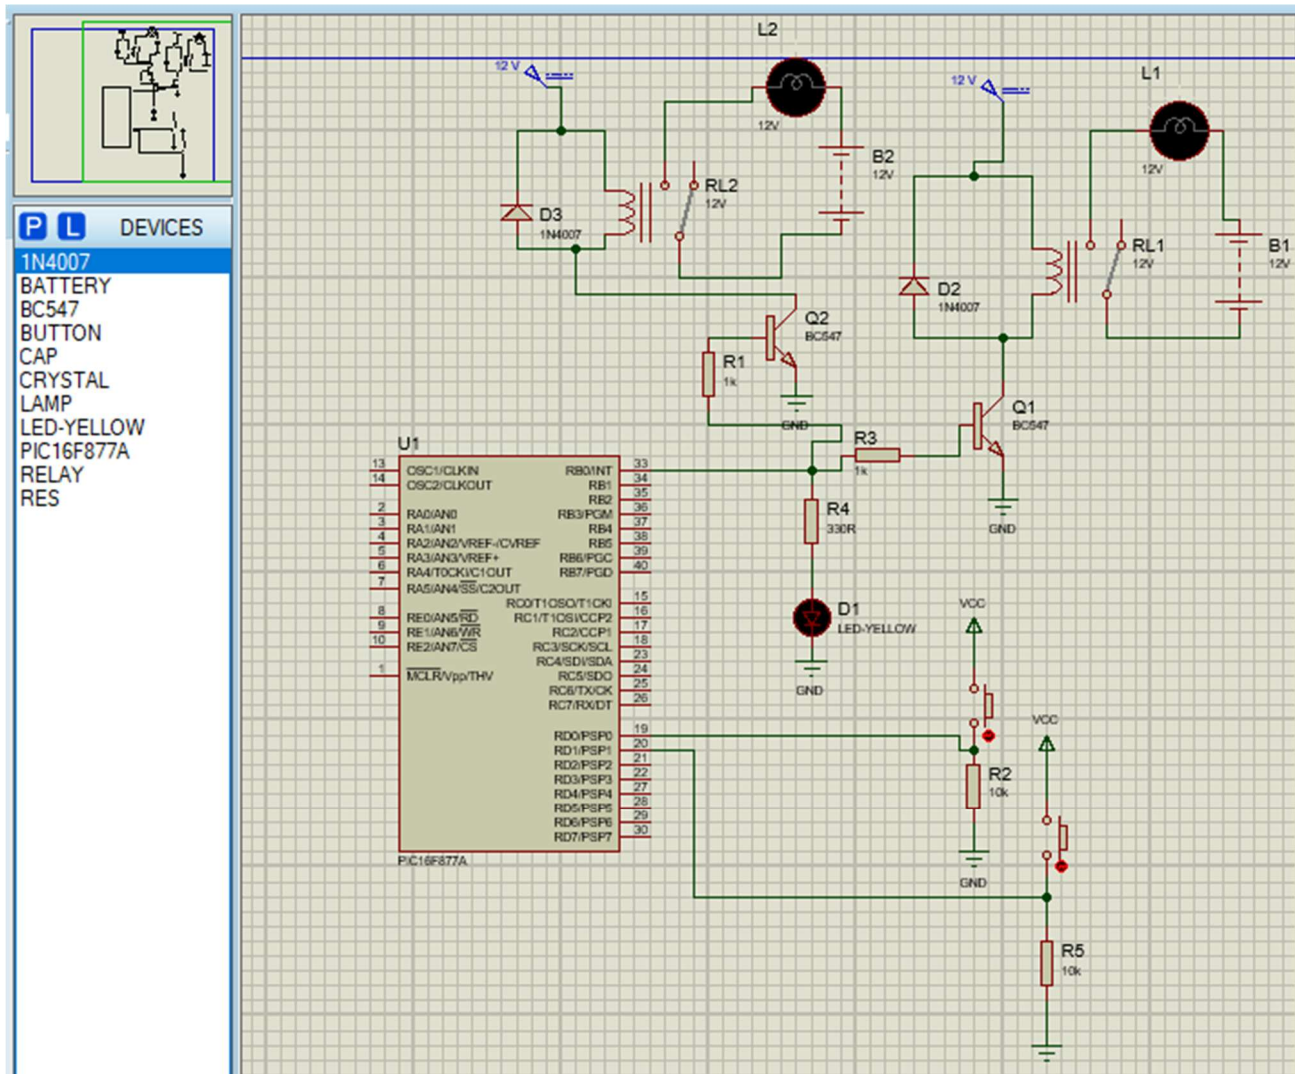 P L DEVICES
1N4007
BATTERY
BC547
BUTTON
CAP
CRYSTAL
LAMP
LED-YELLOW
PIC16F877A
RELAY
RES
L2
12V
12 V
B2
12V
RL2
12V
D3
1N4007
Q2
BC547
R1
1k
GND
L1
12V
12 V
RL1
12V
B1
12V
D2
1N4007
Q1
BC547
R3
1k
GND
R4
330R
D1
LED-YELLOW
GND
U1
13 OSC1/CLKIN
14 OSC2/CLKOUT
2 RA0/AN0
3 RA1/AN1
4 RA2/AN2/VREF-/CVREF
5 RA3/AN3/VREF+
6 RA4/T0CKI/C1OUT
7 RA5/AN4/SS/C2OUT
8 RE0/AN5/RD
9 RE1/AN6/WR
10 RE2/AN7/CS
1 MCLR/Vpp/THV
RB0/INT 33
RB1 34
RB2 35
RB3/PGM 36
RB4 37
RB5 38
RB6/PGC 39
RB7/PGD 40
RC0/T1OSO/T1CKI 15
RC1/T1OSI/CCP2 16
RC2/CCP1 17
RC3/SCK/SCL 18
RC4/SDI/SDA 23
RC5/SDO 24
RC6/TX/CK 25
RC7/RX/DT 26
RD0/PSP0 19
RD1/PSP1 20
RD2/PSP2 21
RD3/PSP3 22
RD4/PSP4 27
RD5/PSP5 28
RD6/PSP6 29
RD7/PSP7 30
PIC16F877A
VCC
R2
10k
GND
VCC
R5
10k